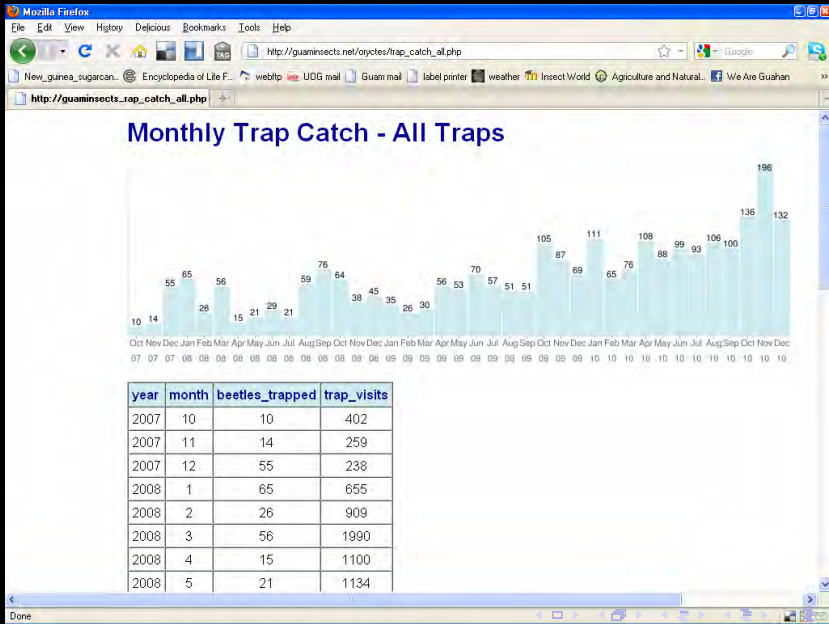 Mozilla Firefox
File Edit View History Delicious Bookmarks Tools Help
TAG http://guaminsects.net/oryctes/trap_catch_all.php Google
New_guinea_sugarcan.. Encyclopedia of Life F... webftp UOG mail Guam mail label printer weather Insect World Agriculture and Natural.. We Are Guahan »
http://guaminsects...rap_catch_all.php
Monthly Trap Catch - All Traps
10 14 55 65 26 56 15 21 29 21 59 76 64 38 45 35 26 30 56 53 70 57 51 51 105 87 69 111 65 76 108 88 99 93 106 100 136 196 132
Oct Nov Dec Jan Feb Mar Apr May Jun Jul Aug Sep Oct Nov Dec Jan Feb Mar Apr May Jun Jul Aug Sep Oct Nov Dec Jan Feb Mar Apr May Jun Jul Aug Sep Oct Nov Dec
07 07 07 08 08 08 08 08 08 08 08 08 08 08 08 09 09 09 09 09 09 09 09 09 09 09 09 10 10 10 10 10 10 10 10 10 10 10 10
year month beetles_trapped trap_visits
2007 10 10 402
2007 11 14 259
2007 12 55 238
2008 1 65 655
2008 2 26 909
2008 3 56 1990
2008 4 15 1100
2008 5 21 1134
Done